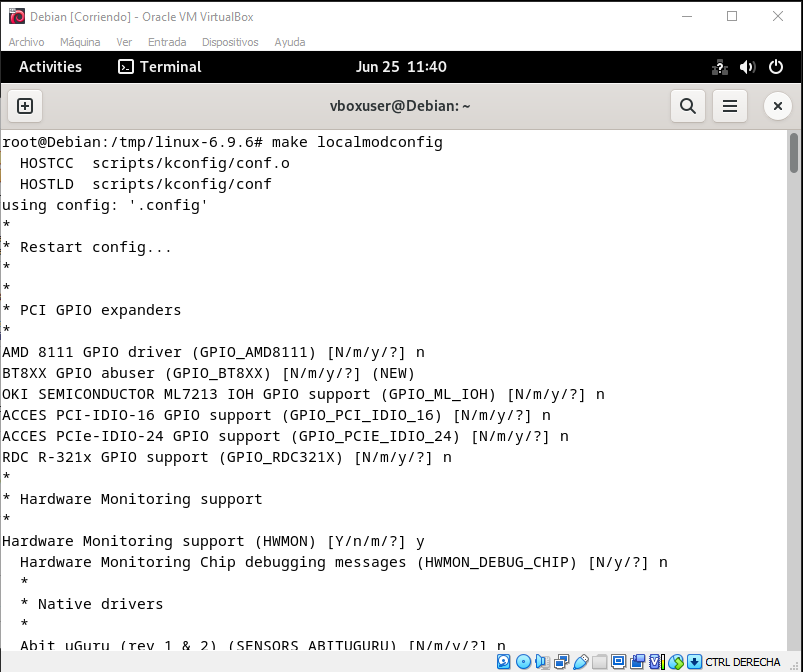 Debian [Corriendo] - Oracle VM VirtualBox
Archivo Máquina Ver Entrada Dispositivos Ayuda
Activities Terminal Jun 25 11:40
vboxuser@Debian: ~
root@Debian:/tmp/linux-6.9.6# make localmodconfig
  HOSTCC  scripts/kconfig/conf.o
  HOSTLD  scripts/kconfig/conf
using config: '.config'
*
* Restart config...
*
*
* PCI GPIO expanders
*
AMD 8111 GPIO driver (GPIO_AMD8111) [N/m/y/?] n
BT8XX GPIO abuser (GPIO_BT8XX) [N/m/y/?] (NEW)
OKI SEMICONDUCTOR ML7213 IOH GPIO support (GPIO_ML_IOH) [N/m/y/?] n
ACCES PCI-IDIO-16 GPIO support (GPIO_PCI_IDIO_16) [N/m/y/?] n
ACCES PCIe-IDIO-24 GPIO support (GPIO_PCIE_IDIO_24) [N/m/y/?] n
RDC R-321x GPIO support (GPIO_RDC321X) [N/m/y/?] n
*
* Hardware Monitoring support
*
Hardware Monitoring support (HWMON) [Y/n/m/?] y
  Hardware Monitoring Chip debugging messages (HWMON_DEBUG_CHIP) [N/y/?] n
  *
  * Native drivers
  *
  Abit uGuru (rev 1 & 2) (SENSORS_ABITUGURU) [N/m/y/?] n
CTRL DERECHA